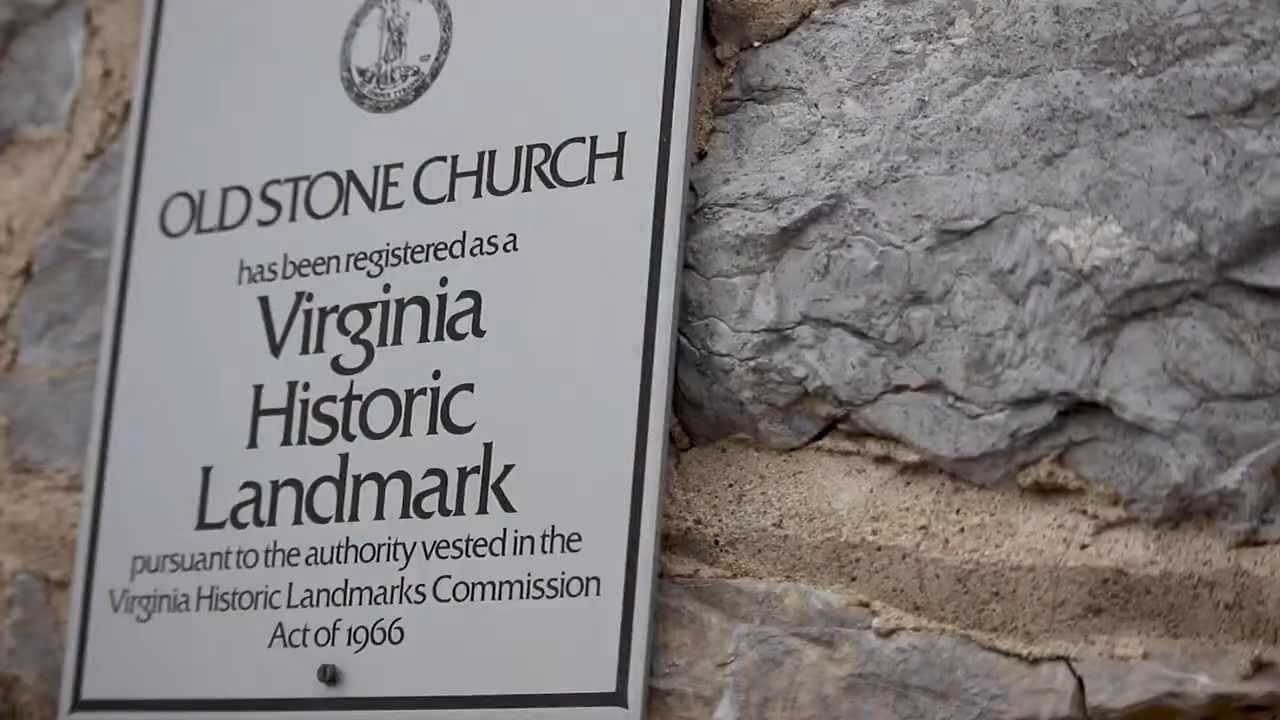 OLD STONE CHURCH
has been registered as a
Virginia
Historic
Landmark
pursuant to the authority vested in the
Virginia Historic Landmarks Commission
Act of 1966